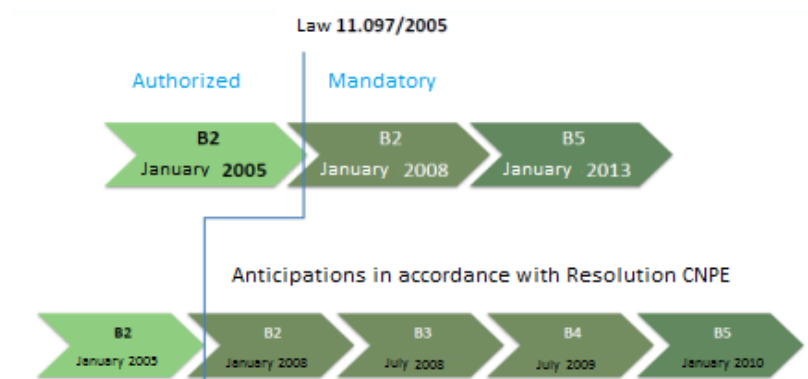 Law 11.097/2005
Authorized Mandatory
B2 B2 B5
January 2005 January 2008 January 2013
Anticipations in accordance with Resolution CNPE
B2 B2 B3 B4 B5
January 2005 January 2008 July 2008 July 2009 January 2010